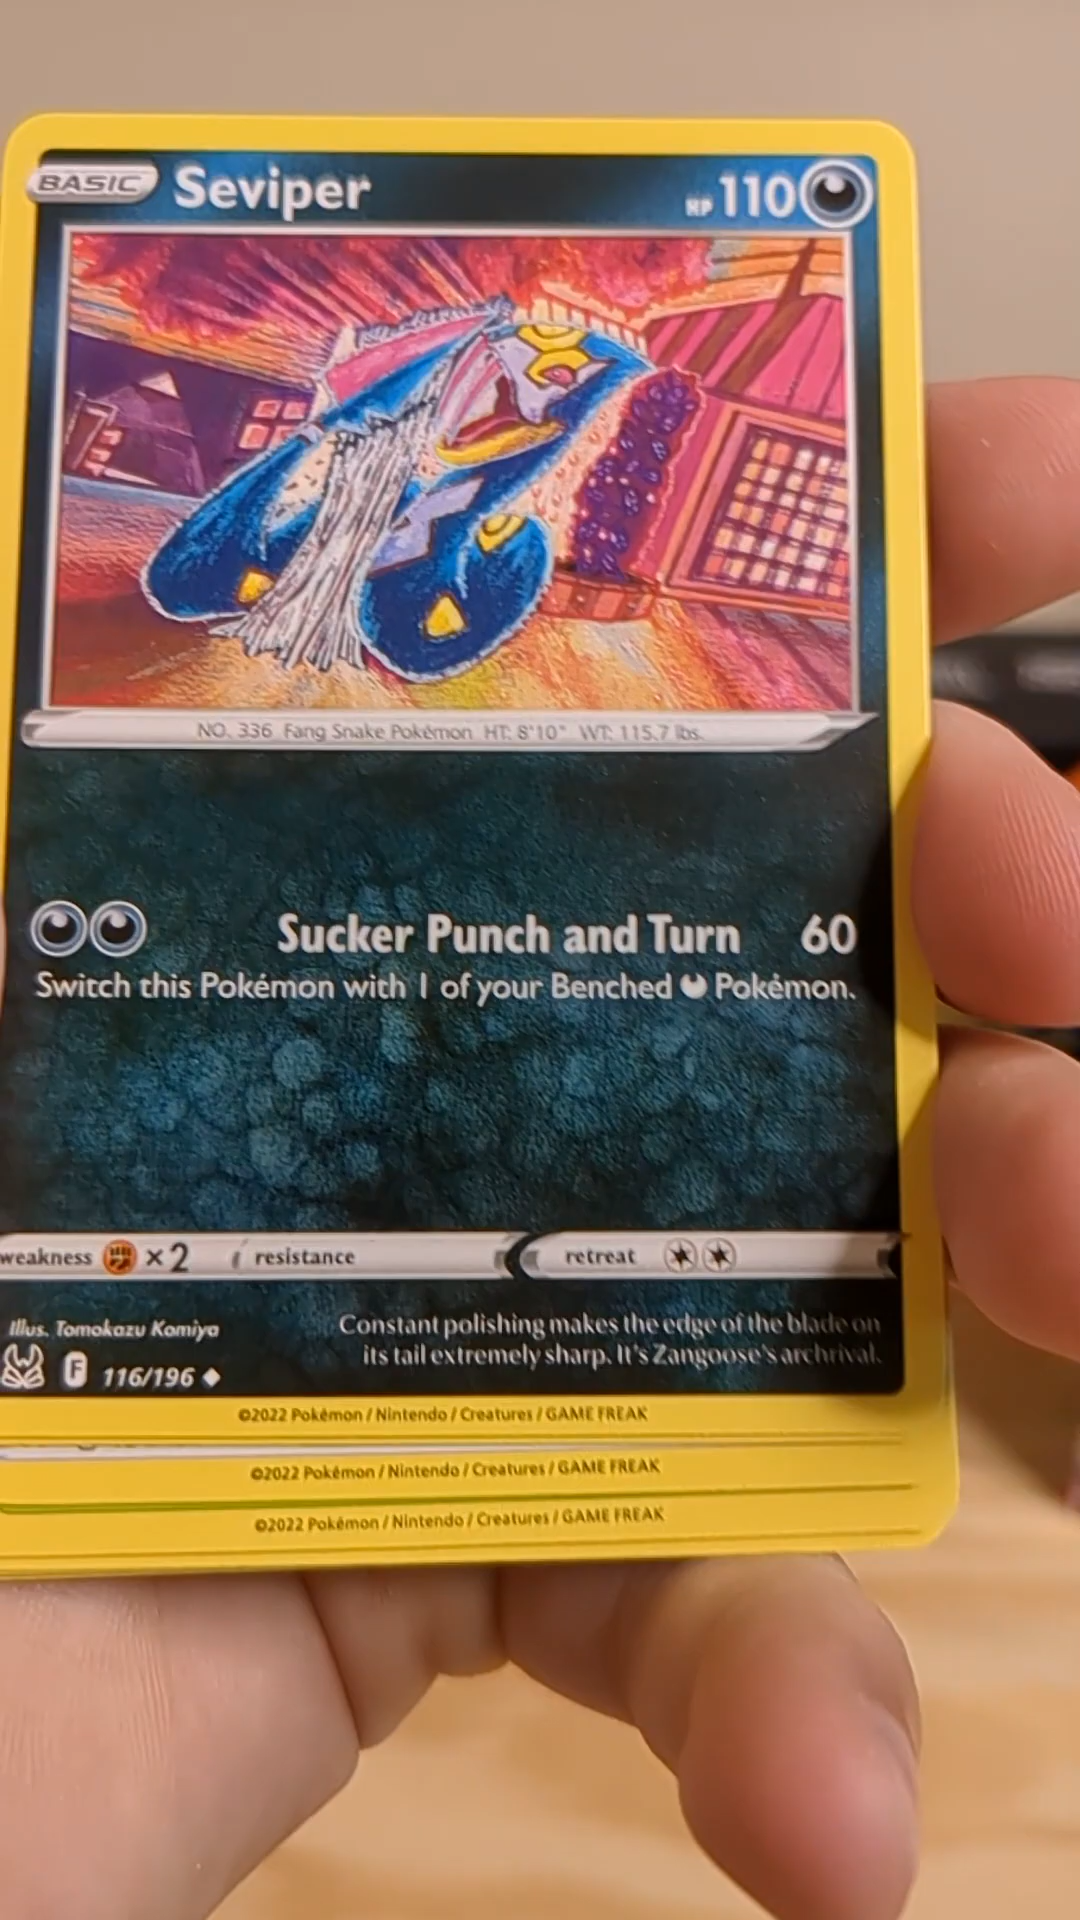 BASIC Seviper HP 110
NO. 336 Fang Snake Pokémon HT: 8'10" WT: 115.7 lbs.
Sucker Punch and Turn 60
Switch this Pokémon with 1 of your Benched Pokémon.
weakness ×2 resistance retreat
Illus. Tomokazu Komiya
Constant polishing makes the edge of the blade on
its tail extremely sharp. It's Zangoose's archrival.
F 116/196
©2022 Pokémon / Nintendo / Creatures / GAME FREAK
©2022 Pokémon / Nintendo / Creatures / GAME FREAK
©2022 Pokémon / Nintendo / Creatures / GAME FREAK